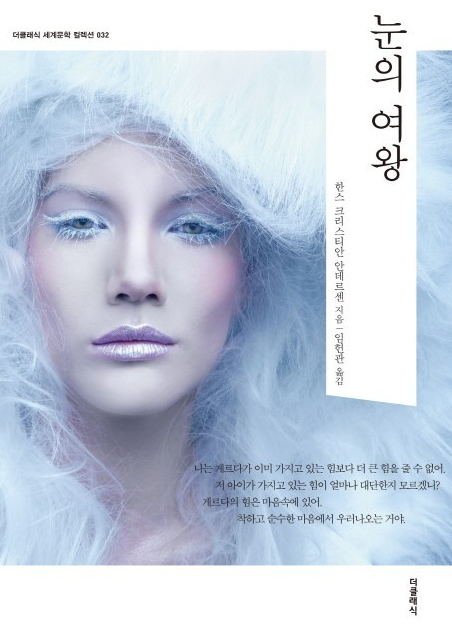 더클래식 세계문학 컬렉션 032
눈의 여왕
한스 크리스티안 안데르센 지음 – 임헌관 옮김
나는 게르다가 이미 가지고 있는 힘보다 더 큰 힘을 줄 수 없어.
저 아이가 가지고 있는 힘이 얼마나 대단한지 모르겠니?
게르다의 힘은 마음속에 있어.
착하고 순수한 마음에서 우러나오는 거야.
더클래식